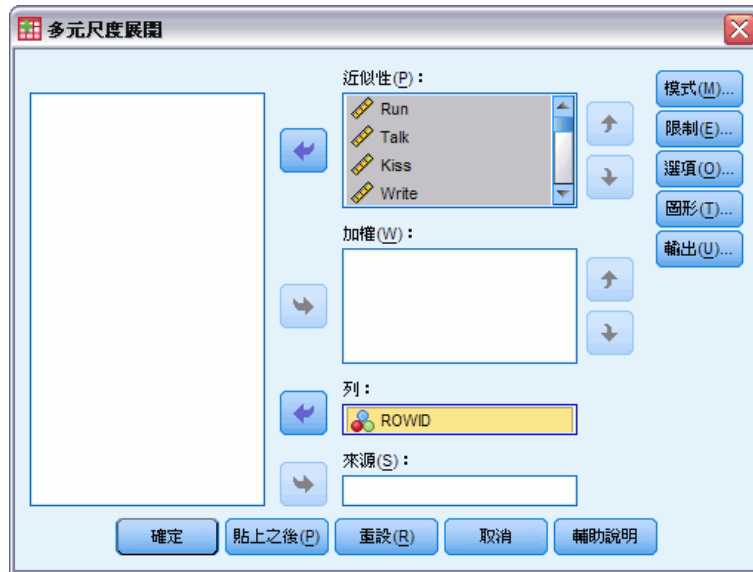 多元尺度展開
近似性(P):
Run
Talk
Kiss
Write
加權(W):
列:
ROWID
來源(S):
模式(M)...
限制(E)...
選項(O)...
圖形(T)...
輸出(U)...
確定
貼上之後(P)
重設(R)
取消
輔助說明